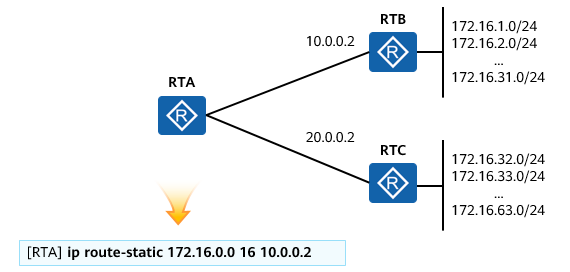 RTB
10.0.0.2
172.16.1.0/24
172.16.2.0/24
...
172.16.31.0/24
RTA
R
R
20.0.0.2
RTC
R
172.16.32.0/24
172.16.33.0/24
...
172.16.63.0/24
[RTA] ip route-static 172.16.0.0 16 10.0.0.2